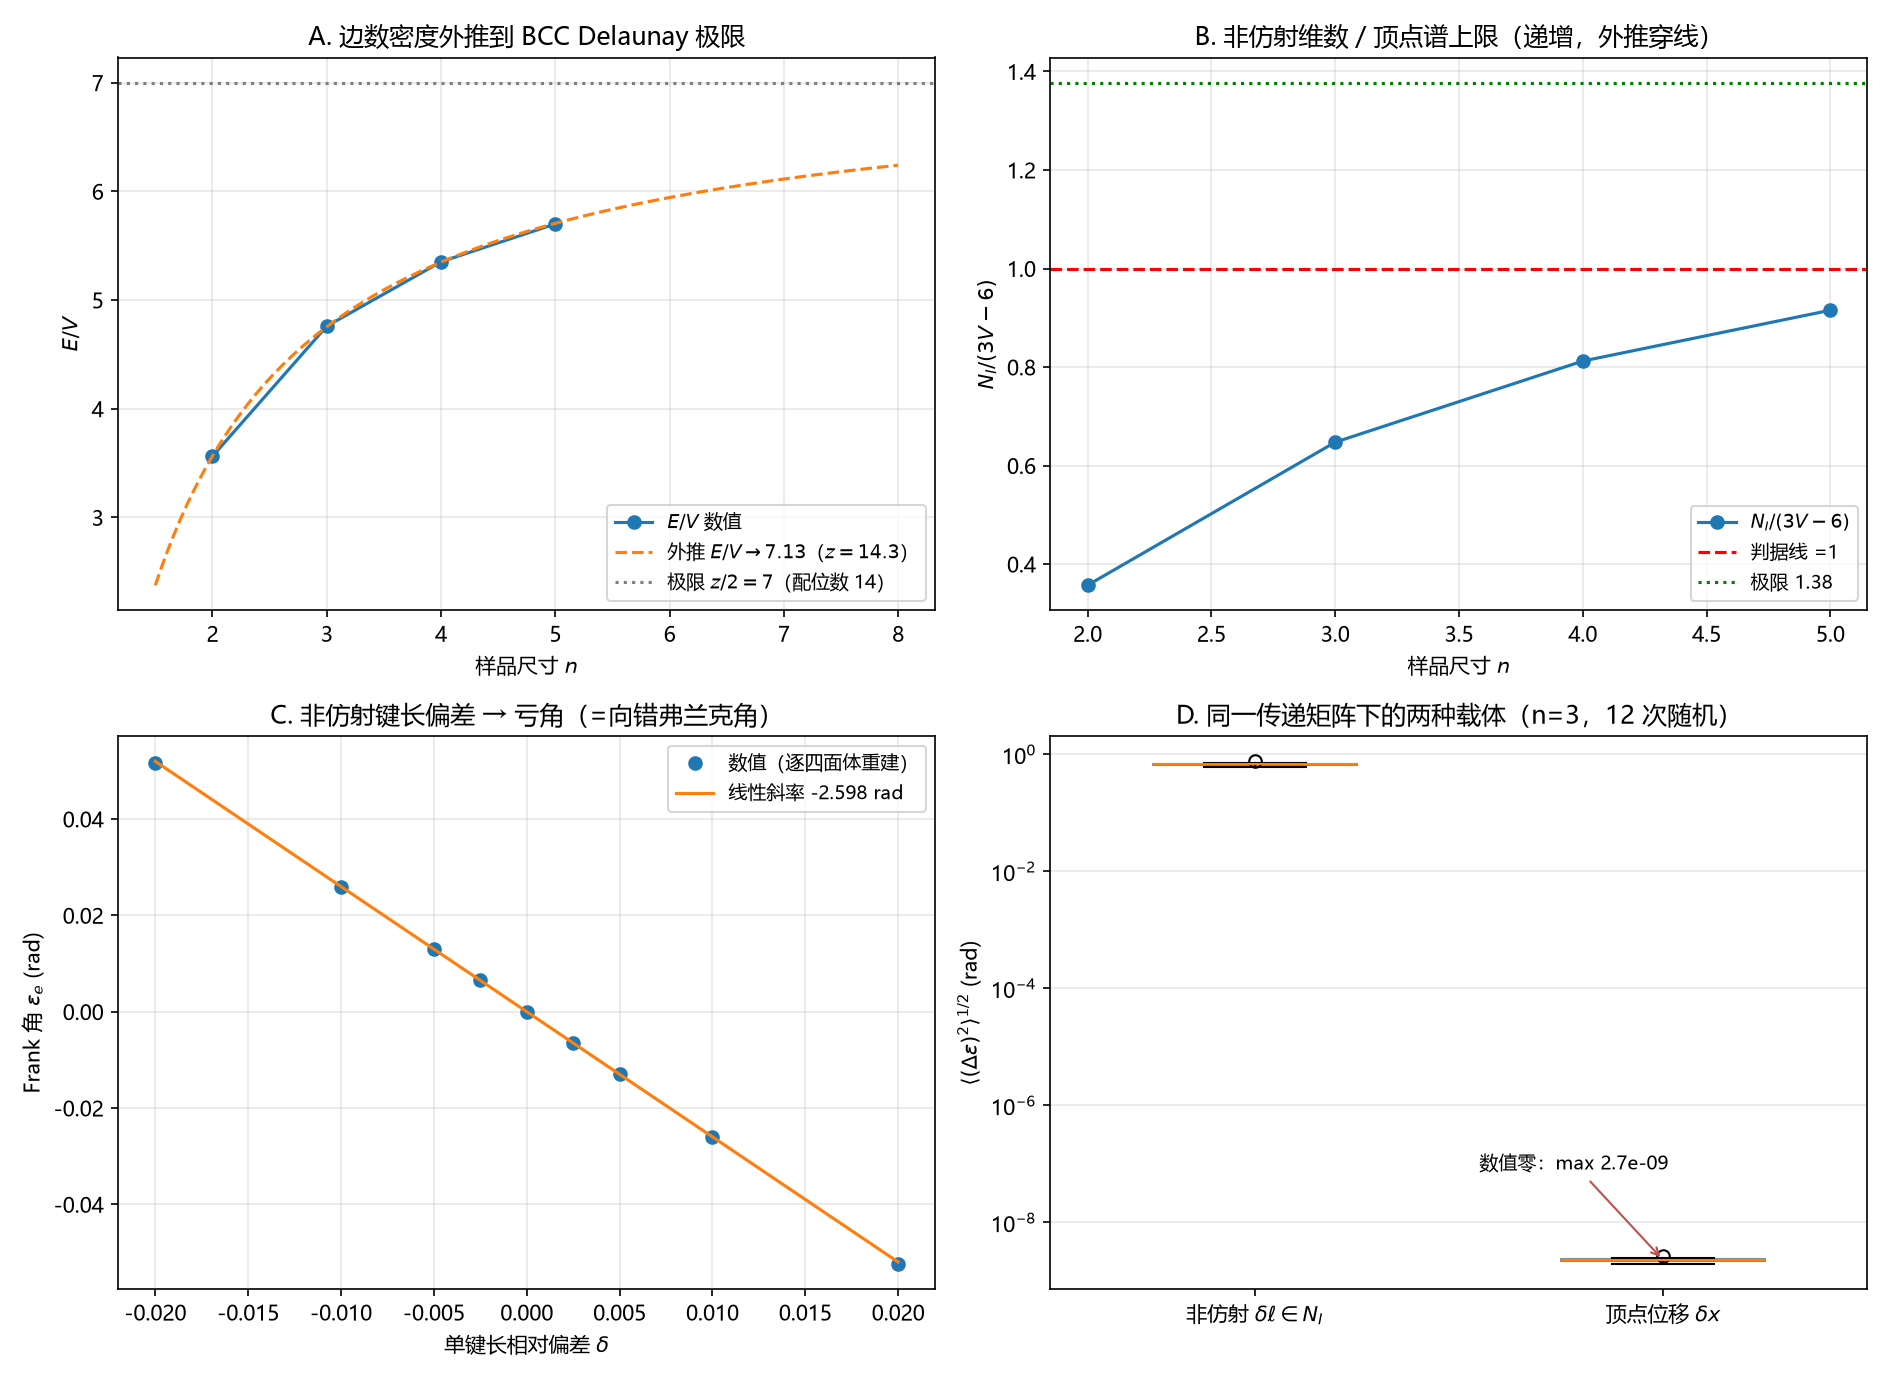 A. 边数密度外推到 BCC Delaunay 极限
7
6
5
4
3
E/V
E/V 数值
外推 E/V→7.13（z=14.3）
极限 z/2=7（配位数 14）
2 3 4 5 6 7 8
样品尺寸 n
B. 非仿射维数 / 顶点谱上限（递增，外推穿线）
1.4
1.2
1.0
0.8
0.6
0.4
N_l/(3V−6)
N_l/(3V−6)
判据线 =1
极限 1.38
2.0 2.5 3.0 3.5 4.0 4.5 5.0
样品尺寸 n
C. 非仿射键长偏差 → 亏角（=向错弗兰克角）
0.04
0.02
0.00
-0.02
-0.04
Frank 角 ε_e (rad)
数值（逐四面体重建）
线性斜率 -2.598 rad
-0.020 -0.015 -0.010 -0.005 0.000 0.005 0.010 0.015 0.020
单键长相对偏差 δ
D. 同一传递矩阵下的两种载体（n=3，12 次随机）
10⁰
10⁻²
10⁻⁴
10⁻⁶
10⁻⁸
⟨(Δε)²⟩^{1/2} (rad)
数值零：max 2.7e-09
非仿射 δℓ∈N_l
顶点位移 δx